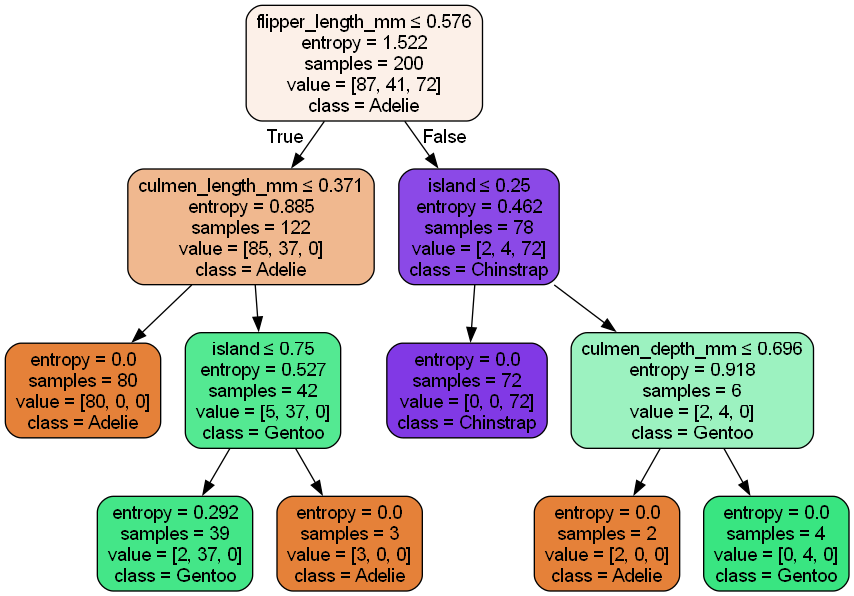 flipper_length_mm ≤ 0.576
entropy = 1.522
samples = 200
value = [87, 41, 72]
class = Adelie
True
False
culmen_length_mm ≤ 0.371
entropy = 0.885
samples = 122
value = [85, 37, 0]
class = Adelie
island ≤ 0.25
entropy = 0.462
samples = 78
value = [2, 4, 72]
class = Chinstrap
entropy = 0.0
samples = 80
value = [80, 0, 0]
class = Adelie
island ≤ 0.75
entropy = 0.527
samples = 42
value = [5, 37, 0]
class = Gentoo
entropy = 0.0
samples = 72
value = [0, 0, 72]
class = Chinstrap
culmen_depth_mm ≤ 0.696
entropy = 0.918
samples = 6
value = [2, 4, 0]
class = Gentoo
entropy = 0.292
samples = 39
value = [2, 37, 0]
class = Gentoo
entropy = 0.0
samples = 3
value = [3, 0, 0]
class = Adelie
entropy = 0.0
samples = 2
value = [2, 0, 0]
class = Adelie
entropy = 0.0
samples = 4
value = [0, 4, 0]
class = Gentoo